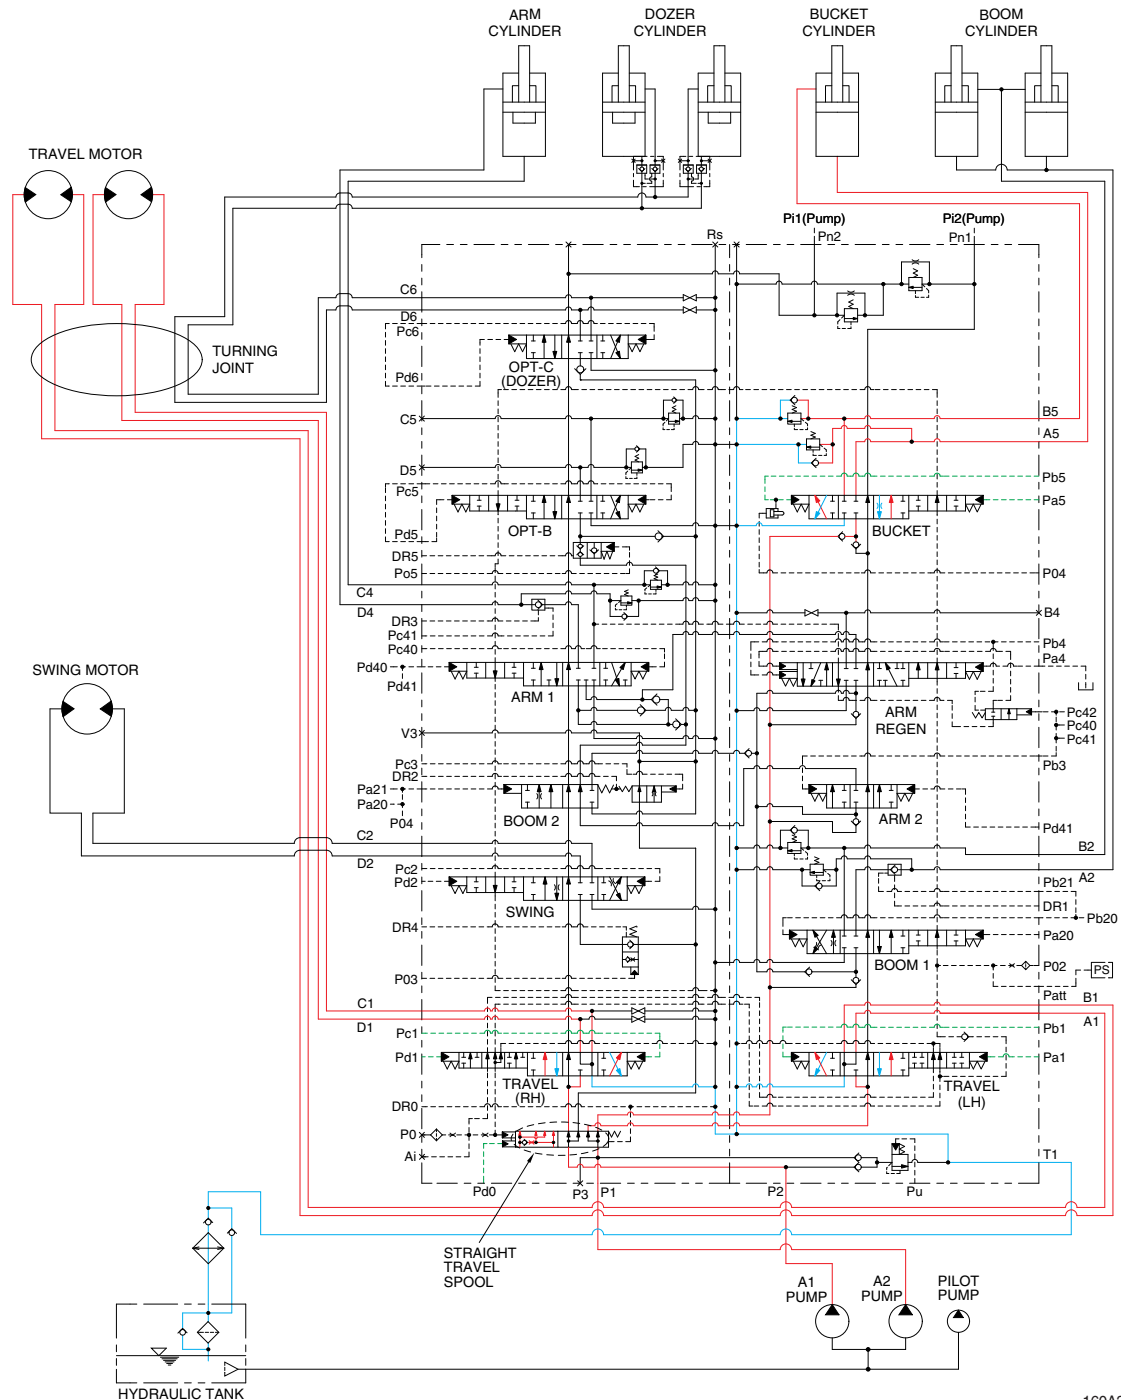 ARM
CYLINDER
DOZER
CYLINDER
BUCKET
CYLINDER
BOOM
CYLINDER
TRAVEL MOTOR
TURNING
JOINT
SWING MOTOR
Rs
Pi1(Pump)
Pn2
Pi2(Pump)
Pn1
C6
D6
Pc6
Pd6
OPT-C
(DOZER)
C5
D5
Pc5
Pd5
OPT-B
DR5
Po5
C4
D4
DR3
Pc41
Pc40
Pd40
Pd41
ARM 1
V3
Pc3
DR2
Pa21
Pa20
P04
BOOM 2
C2
D2
Pc2
Pd2
SWING
DR4
P03
C1
D1
Pc1
Pd1
TRAVEL
(RH)
DR0
P0
Ai
Pd0
P3
P1
P2
Pu
B5
A5
Pb5
Pa5
BUCKET
P04
B4
Pb4
Pa4
ARM
REGEN
Pc42
Pc40
Pc41
Pb3
ARM 2
Pd41
B2
A2
Pb21
DR1
Pb20
Pa20
BOOM 1
P02
PS
Patt
B1
A1
Pb1
Pa1
TRAVEL
(LH)
T1
STRAIGHT
TRAVEL
SPOOL
A1
PUMP
A2
PUMP
PILOT
PUMP
HYDRAULIC TANK